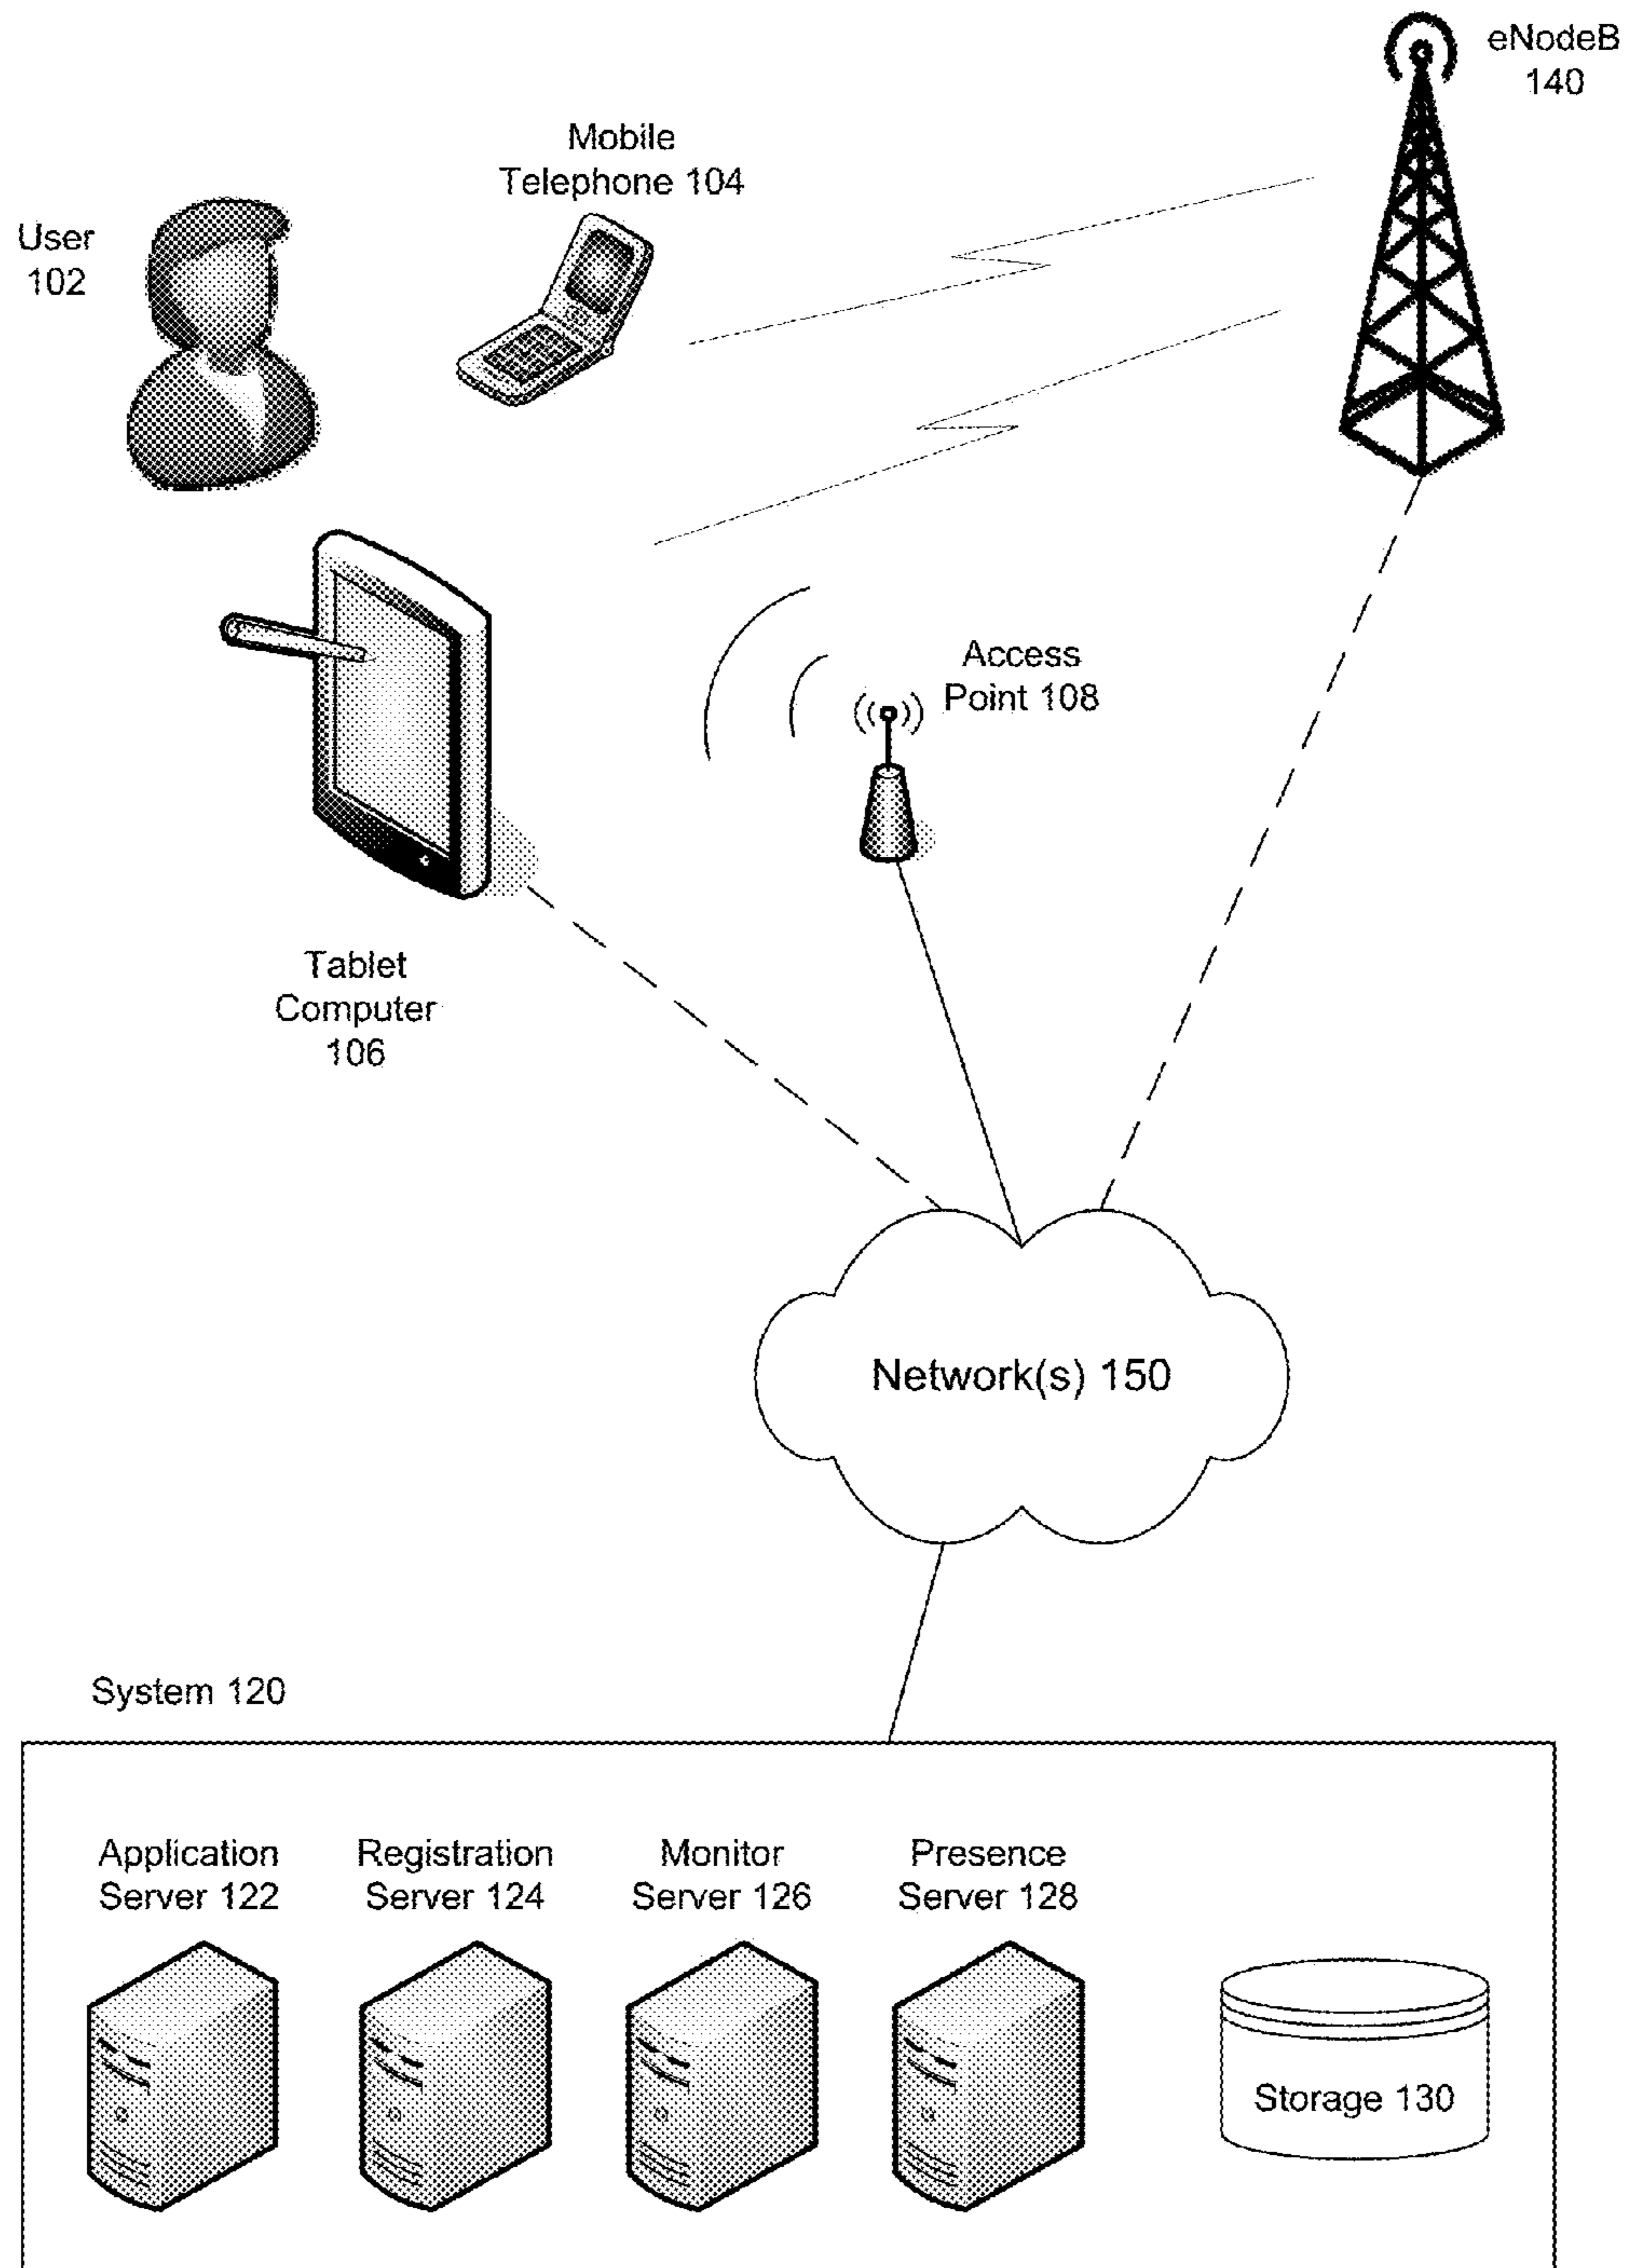 eNodeB
140
Mobile
Telephone 104
User
102
Access
Point 108
Tablet
Computer
106
Network(s) 150
System 120
Application
Server 122
Registration
Server 124
Monitor
Server 126
Presence
Server 128
Storage 130